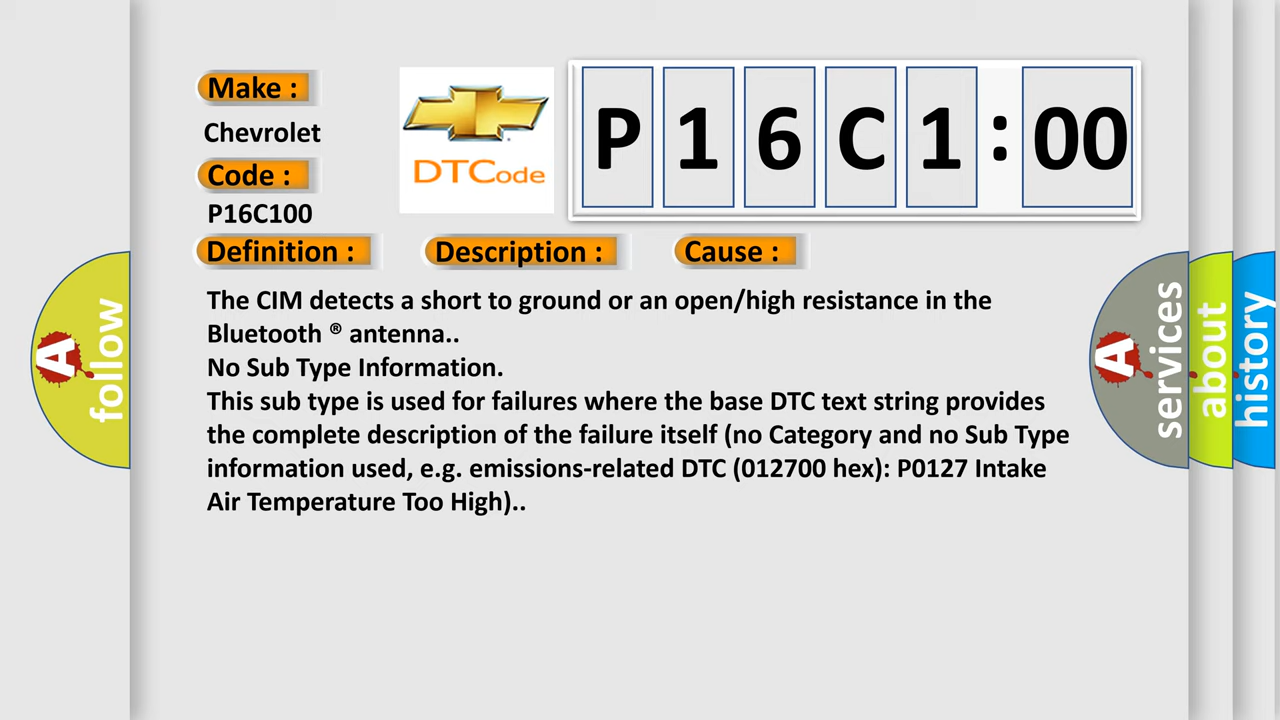 Make :
Chevrolet
Code :
P16C100
DTCode
P16C1:00
Definition :
Description :
Cause :
The CIM detects a short to ground or an open/high resistance in the
Bluetooth ® antenna..
No Sub Type Information.
This sub type is used for failures where the base DTC text string provides
the complete description of the failure itself (no Category and no Sub Type
information used, e.g. emissions-related DTC (012700 hex): P0127 Intake
Air Temperature Too High)..
A follow
A services
about
history